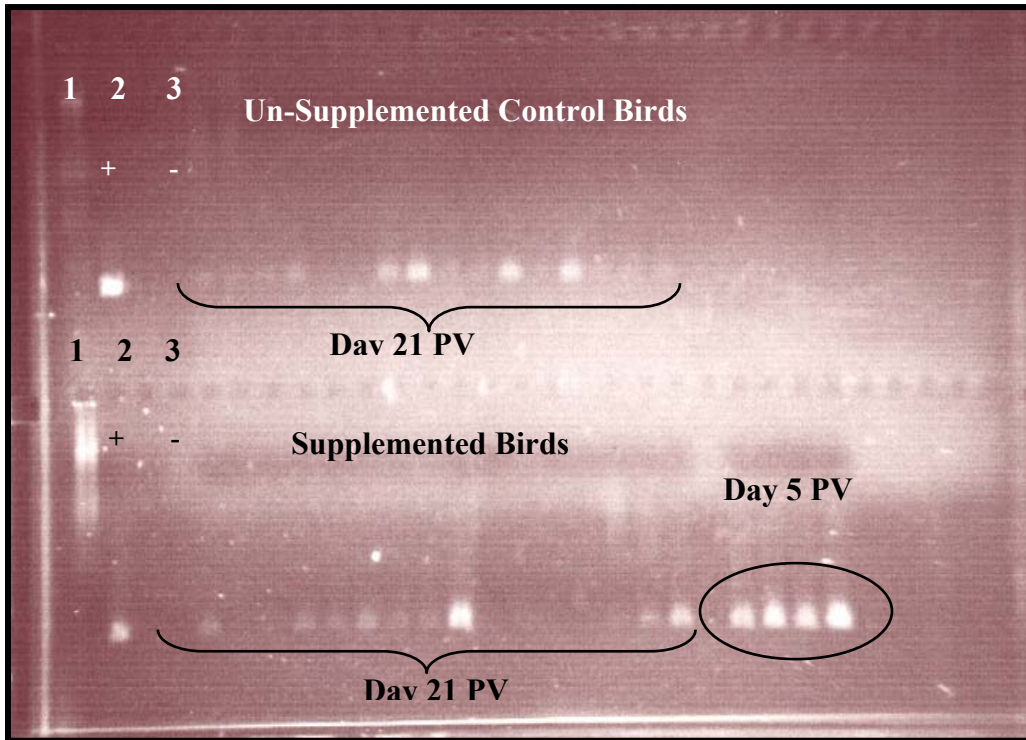 1 2 3
Un-Supplemented Control Birds
+ -
Dav 21 PV
1 2 3
+ -
Supplemented Birds
Day 5 PV
Dav 21 PV